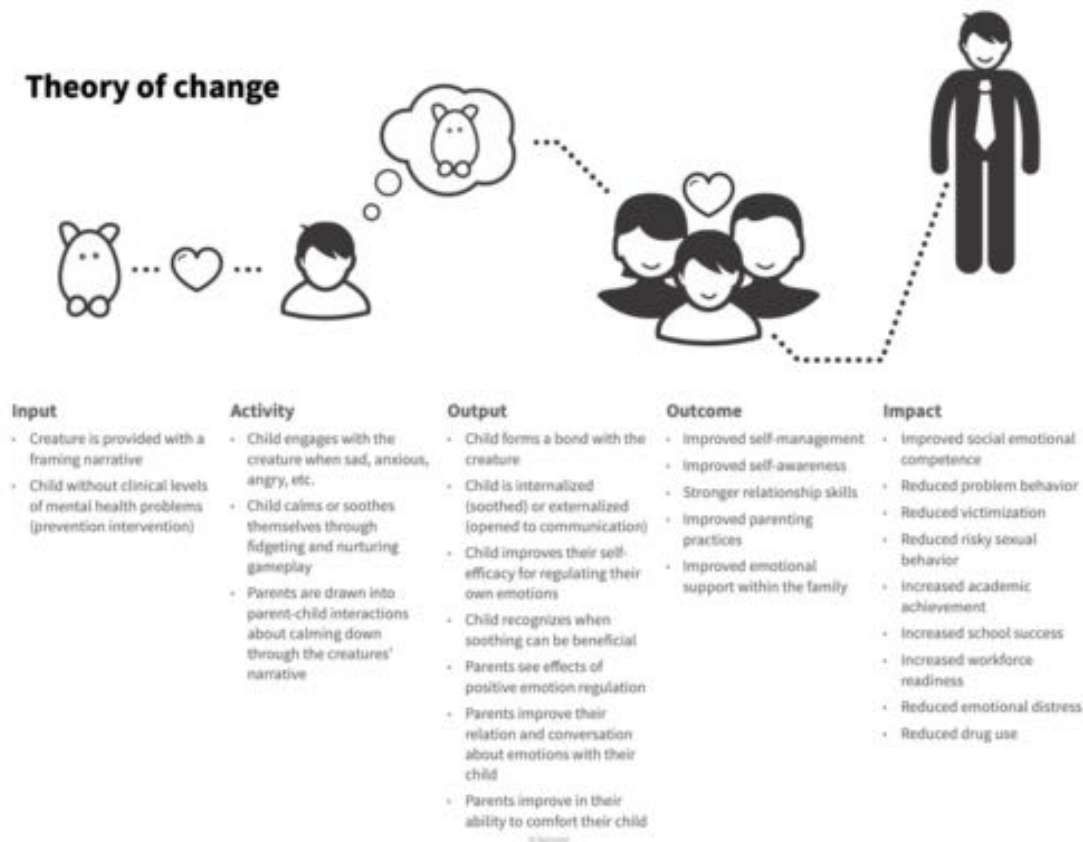 Theory of change
Input
Creature is provided with a
framing narrative
Child without clinical levels
of mental health problems
(prevention intervention)
Activity
Child engages with the
creature when sad, anxious,
angry, etc.
Child calms or soothes
themselves through
fidgeting and nurturing
gameplay
Parents are drawn into
parent-child interactions
about calming down
through the creatures'
narrative
Output
Child forms a bond with the
creature
Child is internalized
(soothed) or externalized
(opened to communication)
Child improves their self-
efficacy for regulating their
own emotions
Child recognizes when
soothing can be beneficial
Parents see effects of
positive emotion regulation
Parents improve their
relation and conversation
about emotions with their
child
Parents improve in their
ability to comfort their child
Outcome
Improved self-management
Improved self-awareness
Stronger relationship skills
Improved parenting
practices
Improved emotional
support within the family
Impact
Improved social emotional
competence
Reduced problem behavior
Reduced victimization
Reduced risky sexual
behavior
Increased academic
achievement
Increased school success
Increased workforce
readiness
Reduced emotional distress
Reduced drug use